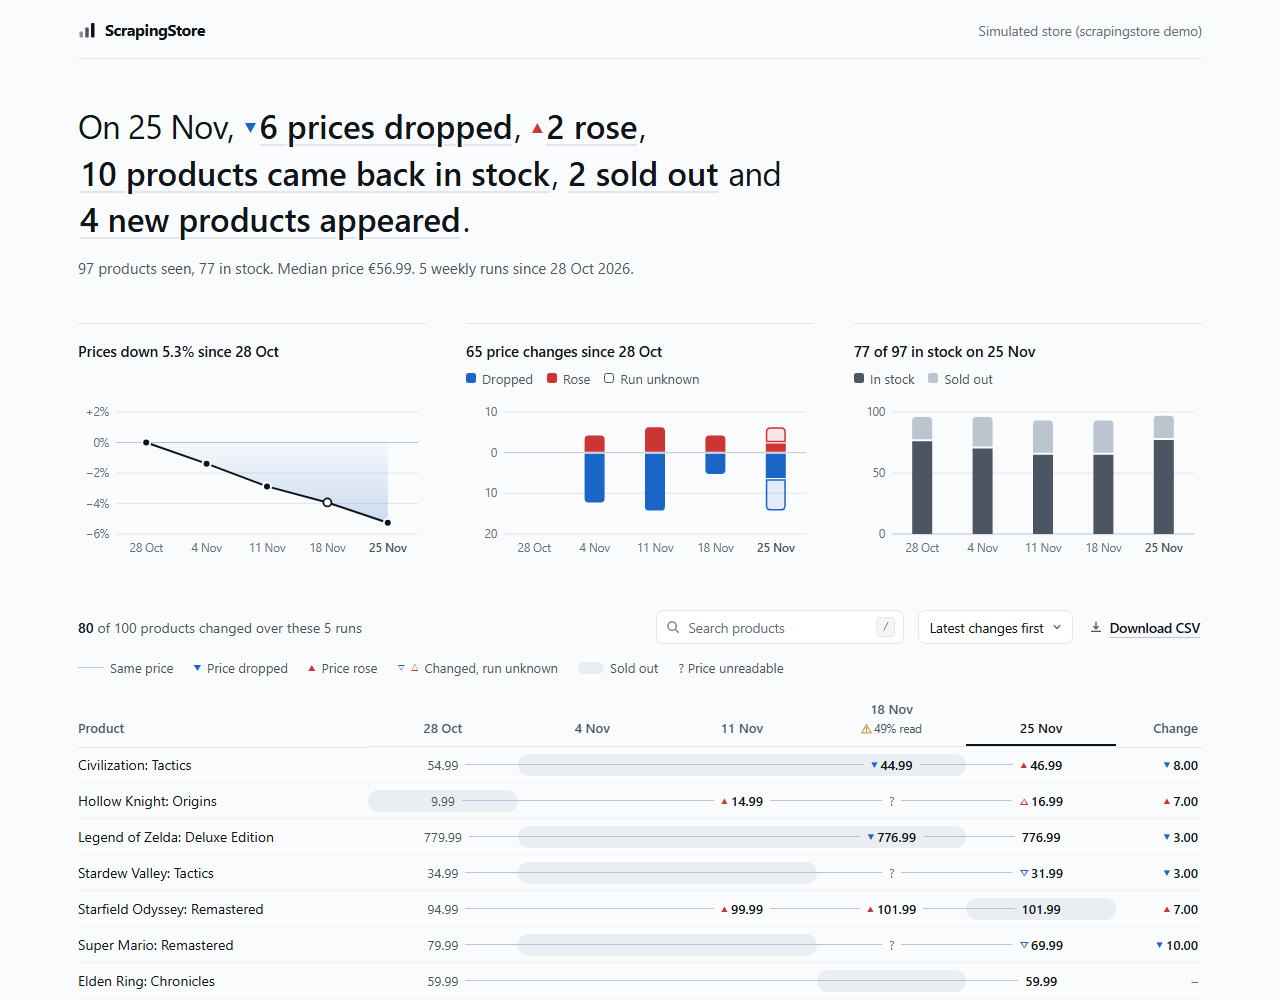 ScrapingStore
Simulated store (scrapingstore demo)
On 25 Nov, ▼6 prices dropped, ▲2 rose,
10 products came back in stock, 2 sold out and
4 new products appeared.
97 products seen, 77 in stock. Median price €56.99. 5 weekly runs since 28 Oct 2026.
Prices down 5.3% since 28 Oct
+2%
0%
−2%
−4%
−6%
28 Oct 4 Nov 11 Nov 18 Nov 25 Nov
65 price changes since 28 Oct
Dropped Rose Run unknown
10
0
10
20
28 Oct 4 Nov 11 Nov 18 Nov 25 Nov
77 of 97 in stock on 25 Nov
In stock Sold out
100
50
0
28 Oct 4 Nov 11 Nov 18 Nov 25 Nov
80 of 100 products changed over these 5 runs
Search products /
Latest changes first
Download CSV
Same price ▼ Price dropped ▲ Price rose ▽ △ Changed, run unknown Sold out ? Price unreadable
18 Nov
Product 28 Oct 4 Nov 11 Nov ⚠ 49% read 25 Nov Change
Civilization: Tactics 54.99 ▼ 44.99 ▲ 46.99 ▼ 8.00
Hollow Knight: Origins 9.99 ▲ 14.99 ? △ 16.99 ▲ 7.00
Legend of Zelda: Deluxe Edition 779.99 ▼ 776.99 776.99 ▼ 3.00
Stardew Valley: Tactics 34.99 ? ▽ 31.99 ▼ 3.00
Starfield Odyssey: Remastered 94.99 ▲ 99.99 ▲ 101.99 101.99 ▲ 7.00
Super Mario: Remastered 79.99 ? ▽ 69.99 ▼ 10.00
Elden Ring: Chronicles 59.99 59.99 –